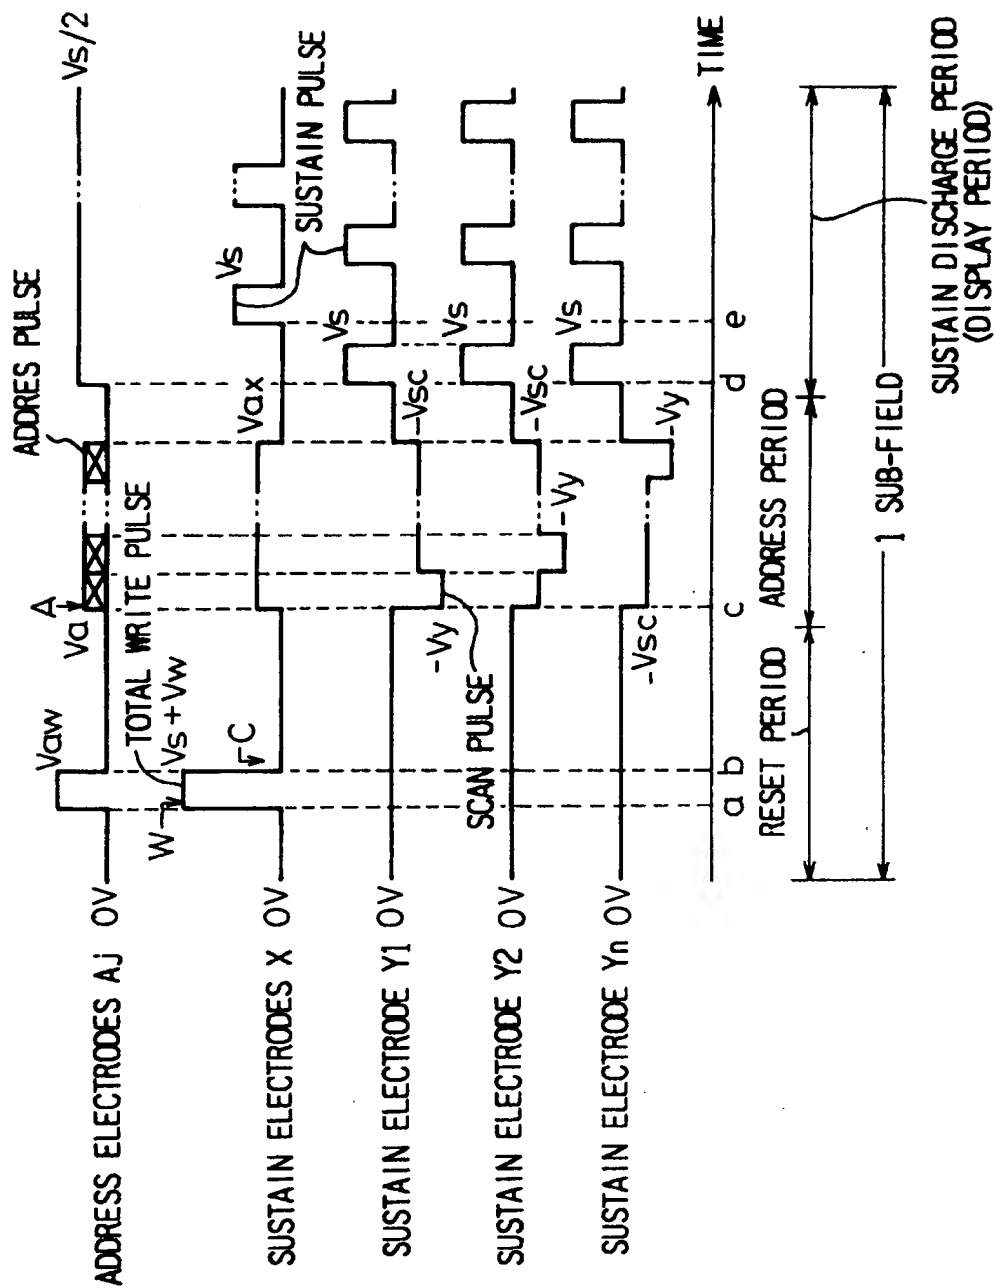 ADDRES PULSE
Vs/2
A
Va
Vaw
TOTAL WRITE PULSE
ADDRESS ELECTRODES Aj 0V
W
Vs+Vw
C
Vax
Vs
SUSTAIN PULSE
SUSTAIN ELECTRODES X 0V
Vs
-Vsc
-Vy
SUSTAIN ELECTRODE Y1 0V
SCAN PULSE
Vs
-Vsc
-Vy
SUSTAIN ELECTRODE Y2 0V
Vs
-Vy
-Vsc
SUSTAIN ELECTRODE Yn 0V
a b c d e
TIME
RESET PERIOD
ADDRESS PERIOD
SUSTAIN DISCHARGE PERIOD
(DISPLAY PERIOD)
1 SUB-FIELD